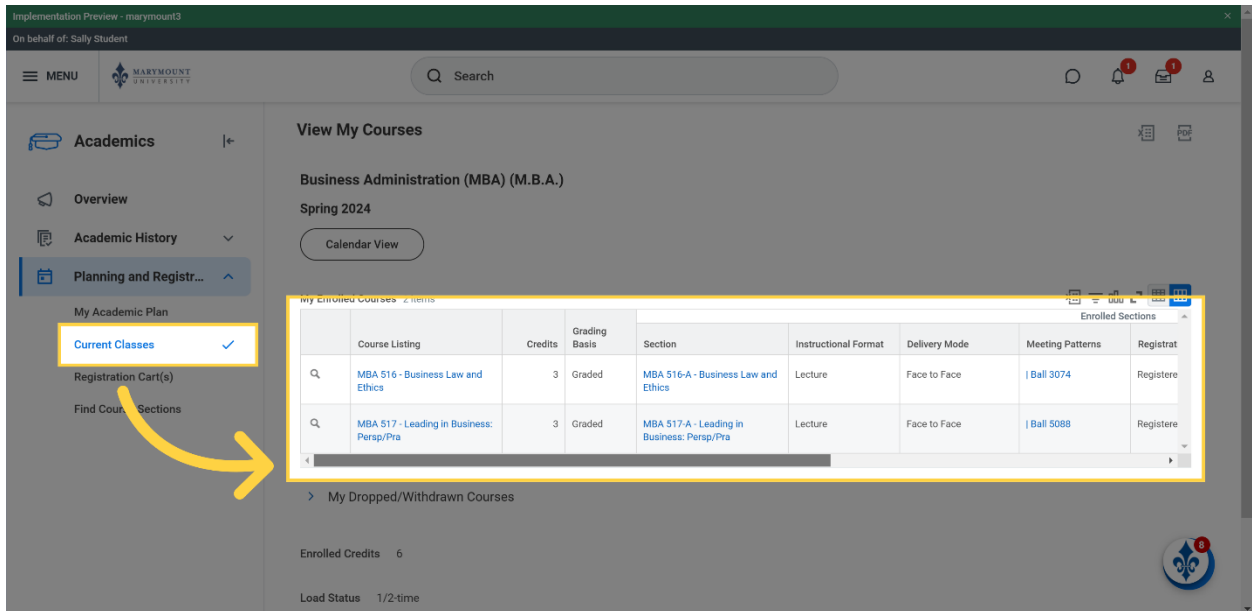 Implementation Preview - marymount3
On behalf of: Sally Student
MENU
MARYMOUNT
UNIVERSITY
Search
1
1
Academics
Overview
Academic History
Planning and Registr...
My Academic Plan
Current Classes
Registration Cart(s)
Find Course Sections
View My Courses
PDF
Business Administration (MBA) (M.B.A.)
Spring 2024
Calendar View
My Enrolled Courses 2 items
Enrolled Sections
Course Listing Credits Grading Basis Section Instructional Format Delivery Mode Meeting Patterns Registrat
MBA 516 - Business Law and 3 Graded MBA 516-A - Business Law and Lecture Face to Face | Ball 3074 Registere
Ethics Ethics
MBA 517 - Leading in Business: 3 Graded MBA 517-A - Leading in Lecture Face to Face | Ball 5088 Registere
Persp/Pra Business: Persp/Pra
My Dropped/Withdrawn Courses
Enrolled Credits 6
Load Status 1/2-time
8